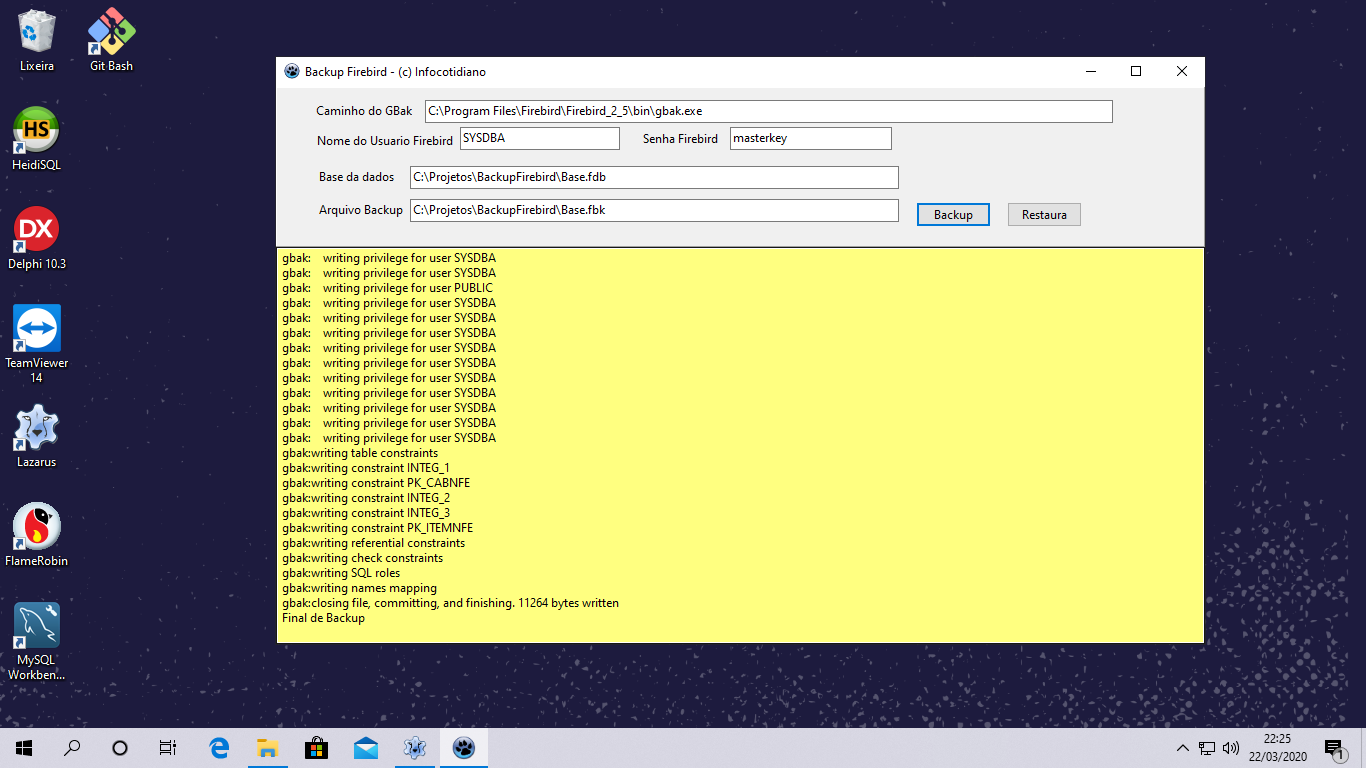 Lixeira
Git Bash
HS
HeidiSQL
DX
Delphi 10.3
TeamViewer
14
Lazarus
FlameRobin
MySQL
Workben...
Backup Firebird - (c) Infocotidiano
Caminho do GBak C:\Program Files\Firebird\Firebird_2_5\bin\gbak.exe
Nome do Usuario Firebird SYSDBA Senha Firebird masterkey
Base da dados C:\Projetos\BackupFirebird\Base.fdb
Arquivo Backup C:\Projetos\BackupFirebird\Base.fbk Backup Restaura
gbak: writing privilege for user SYSDBA
gbak: writing privilege for user SYSDBA
gbak: writing privilege for user PUBLIC
gbak: writing privilege for user SYSDBA
gbak: writing privilege for user SYSDBA
gbak: writing privilege for user SYSDBA
gbak: writing privilege for user SYSDBA
gbak: writing privilege for user SYSDBA
gbak: writing privilege for user SYSDBA
gbak: writing privilege for user SYSDBA
gbak: writing privilege for user SYSDBA
gbak: writing privilege for user SYSDBA
gbak: writing privilege for user SYSDBA
gbak:writing table constraints
gbak:writing constraint INTEG_1
gbak:writing constraint PK_CABNFE
gbak:writing constraint INTEG_2
gbak:writing constraint INTEG_3
gbak:writing constraint PK_ITEMNFE
gbak:writing referential constraints
gbak:writing check constraints
gbak:writing SQL roles
gbak:writing names mapping
gbak:closing file, committing, and finishing. 11264 bytes written
Final de Backup
22:25
22/03/2020
1